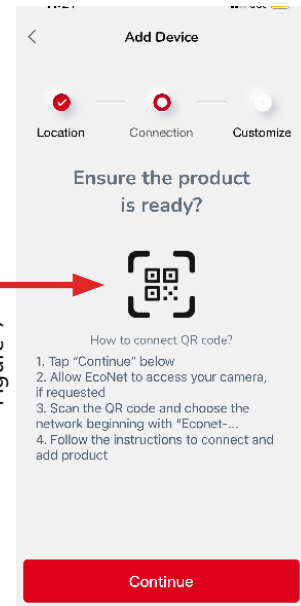 Add Device
Location
Connection
Customize
Ensure the product
is ready?
How to connect QR code?
1. Tap "Continue" below
2. Allow EcoNet to access your camera,
if requested
3. Scan the QR code and choose the
network beginning with "Econet-...
4. Follow the instructions to connect and
add product
Continue